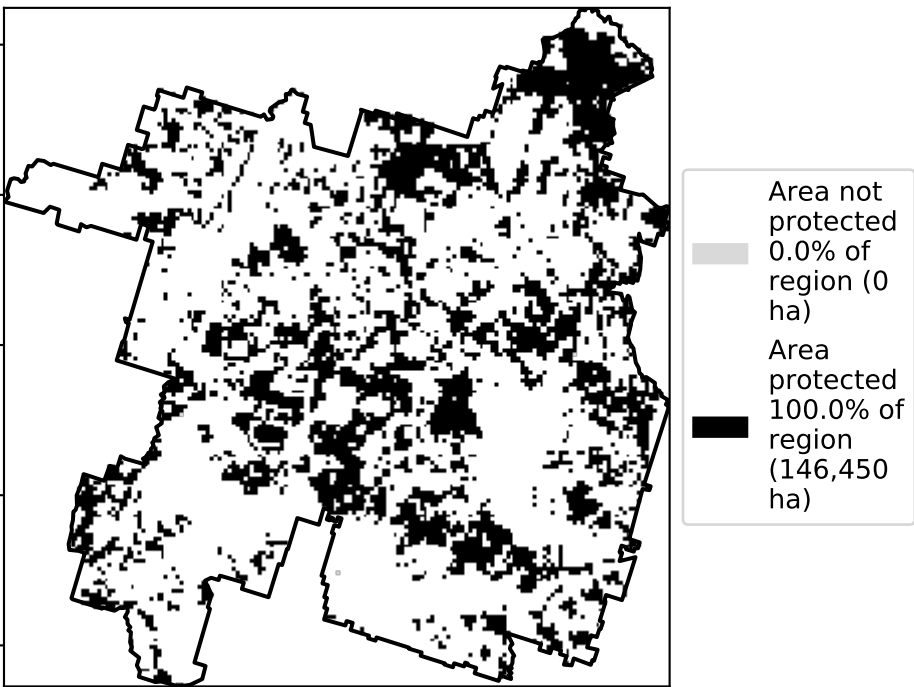 Area not
protected
0.0% of
region (0
ha)
Area
protected
100.0% of
region
(146,450
ha)